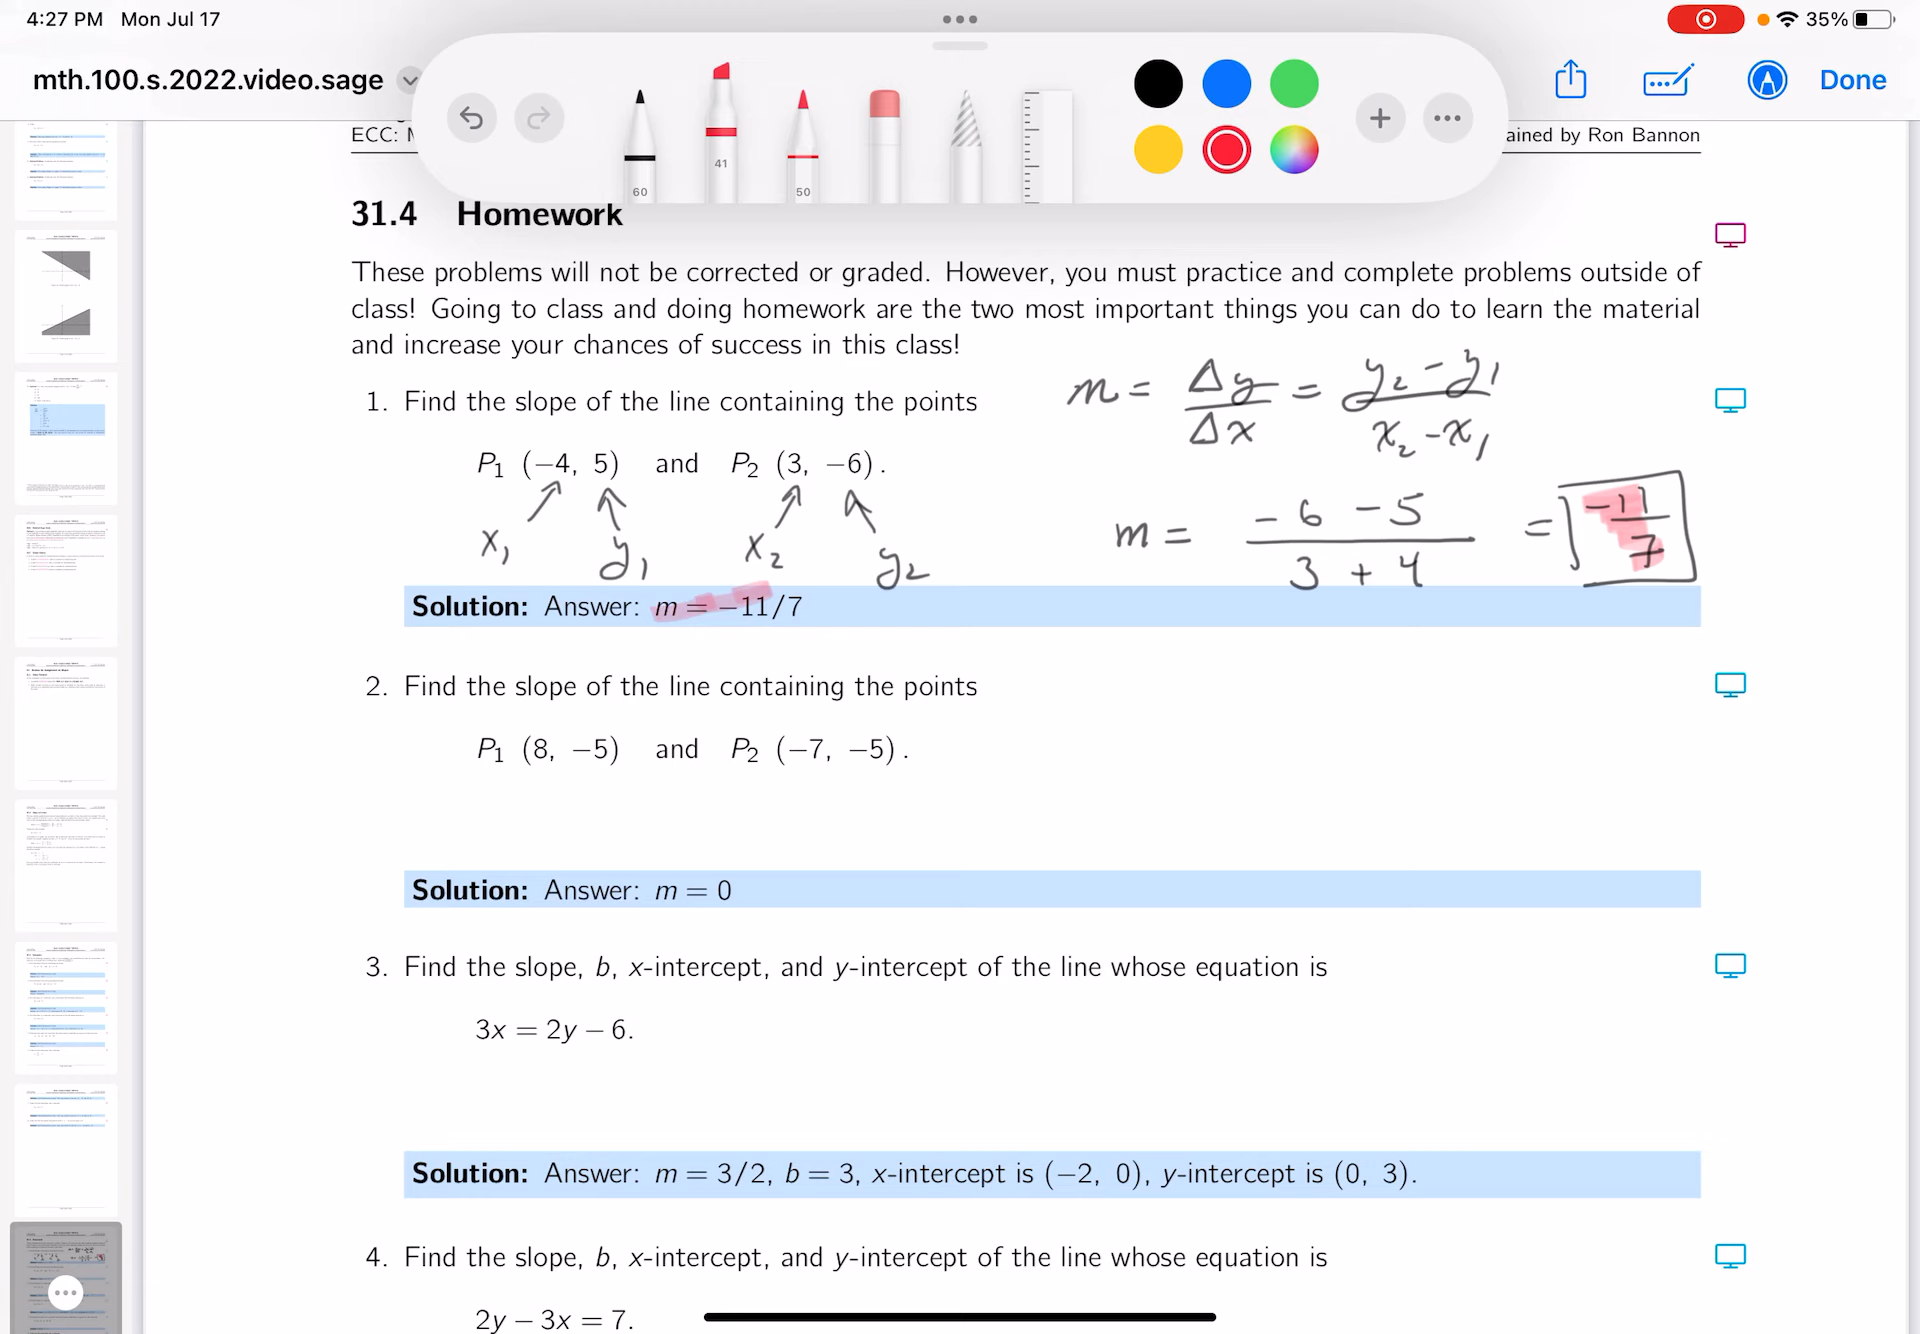 4:27 PM Mon Jul 17
35%
mth.100.s.2022.video.sage
Done
60
41
50
ECC:
ained by Ron Bannon
31.4 Homework
These problems will not be corrected or graded. However, you must practice and complete problems outside of
class! Going to class and doing homework are the two most important things you can do to learn the material
and increase your chances of success in this class!
1. Find the slope of the line containing the points
m = Δy/Δx = (y₂ - y₁)/(x₂ - x₁)
P₁ (−4, 5) and P₂ (3, −6).
x₁ y₁ x₂ y₂
m = (-6 - 5)/(3 + 4) = -11/7
Solution: Answer: m = −11/7
2. Find the slope of the line containing the points
P₁ (8, −5) and P₂ (−7, −5).
Solution: Answer: m = 0
3. Find the slope, b, x-intercept, and y-intercept of the line whose equation is
3x = 2y − 6.
Solution: Answer: m = 3/2, b = 3, x-intercept is (−2, 0), y-intercept is (0, 3).
4. Find the slope, b, x-intercept, and y-intercept of the line whose equation is
2y − 3x = 7.